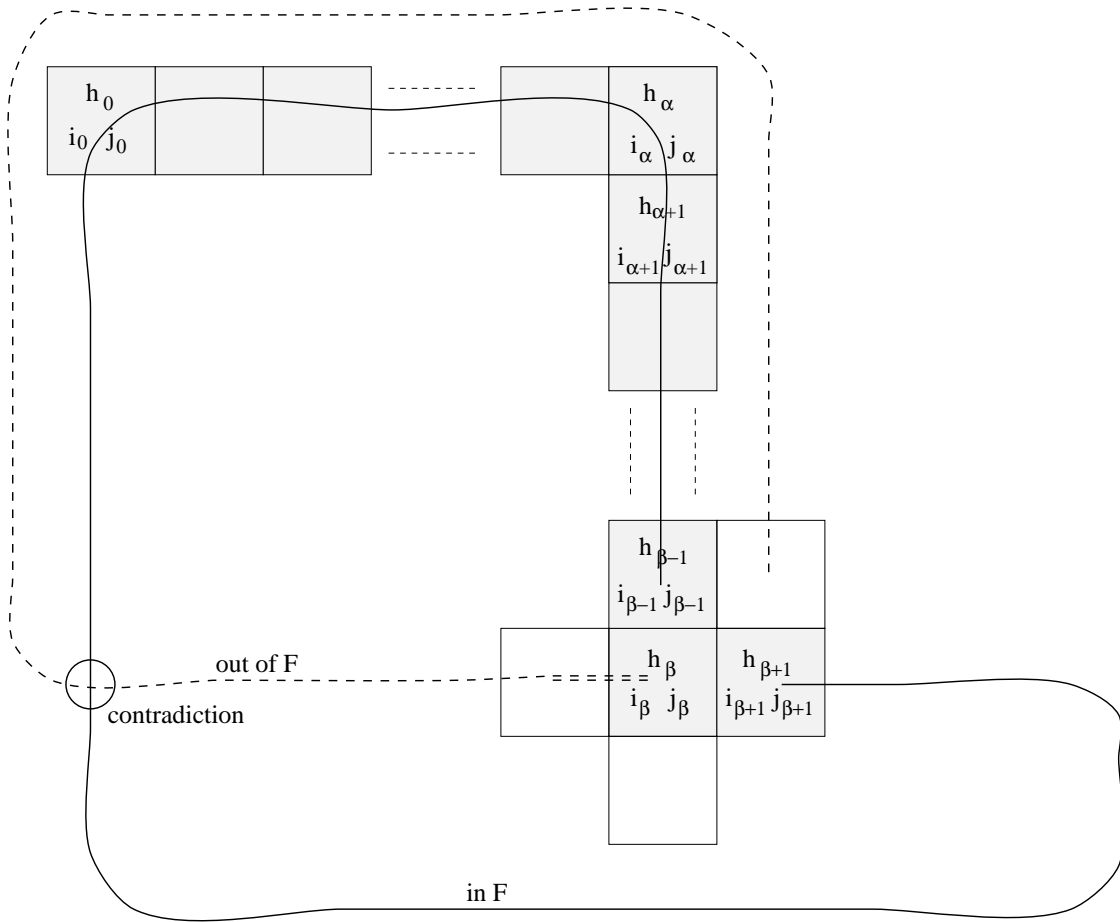 h0 hα
i0 j0 iα jα
hα+1
iα+1 jα+1
hβ−1
iβ−1 jβ−1
out of F hβ hβ+1
contradiction iβ jβ iβ+1 jβ+1
in F